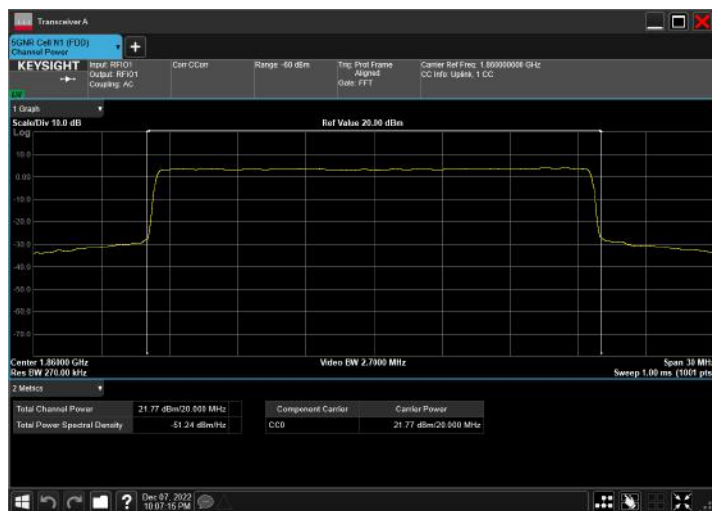 Transceiver A
5GNR Cell N1 (FDD)
Channel Power
KEYSIGHT
Input: RFIO1
Output: RFIO1
Coupling: AC
Corr CCorr
Range: -60 dBm
Trig: Prot Frame
Aligned
Gate: FFT
Carrier Ref Freq: 1.860000000 GHz
CC Info: Uplink, 1 CC
1 Graph
Scale/Div 10.0 dB
Ref Value 20.00 dBm
Log
10.0
0.00
-10.0
-20.0
-30.0
-40.0
-50.0
-60.0
-70.0
Center 1.86000 GHz
Video BW 2.7000 MHz
Span 30 MHz
Res BW 270.00 kHz
Sweep 1.00 ms (1001 pts)
2 Metrics
Total Channel Power 21.77 dBm/20.000 MHz
Total Power Spectral Density -51.24 dBm/Hz
Component Carrier Carrier Power
CC0 21.77 dBm/20.000 MHz
Dec 07, 2022
10:07:15 PM